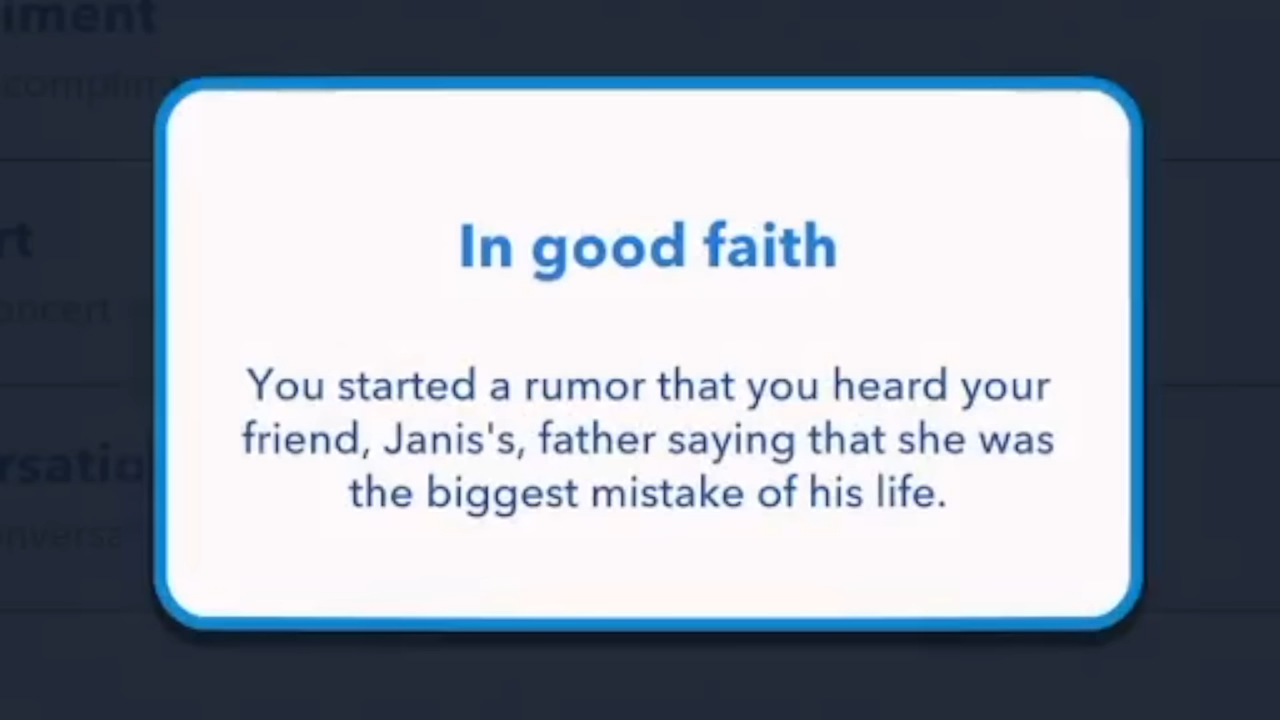 In good faith
You started a rumor that you heard your
friend, Janis's, father saying that she was
the biggest mistake of his life.